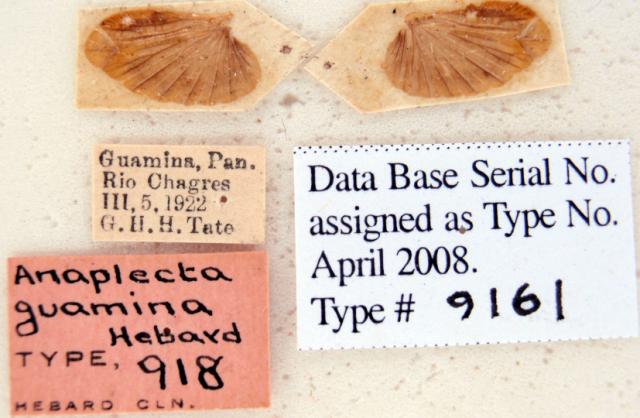 Guamina, Pan.
Rio Chagres
III, 5, 1922
G. H. H. Tate
Data Base Serial No.
assigned as Type No.
April 2008.
Type # 9161
Anaplecta
guamina
Hebard
TYPE, 918
HEBARD CLN.